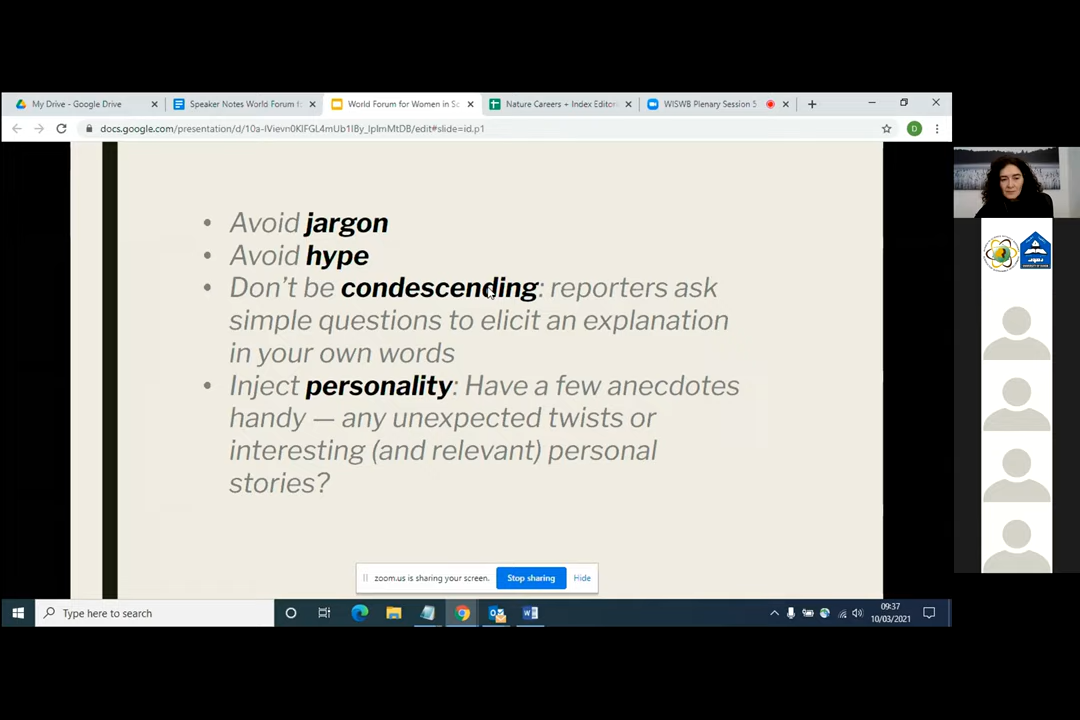 My Drive - Google Drive
Speaker Notes World Forum f
World Forum for Women in Sc
Nature Careers + Index Editor
WISWB Plenary Session 5
docs.google.com/presentation/d/10a-IVievn0KIFGL4mUb1IBy_lpImMtDB/edit#slide=id.p1
D
• Avoid jargon
• Avoid hype
• Don’t be condescending: reporters ask
simple questions to elicit an explanation
in your own words
• Inject personality: Have a few anecdotes
handy — any unexpected twists or
interesting (and relevant) personal
stories?
zoom.us is sharing your screen.
Stop sharing
Hide
Type here to search
09:37
10/03/2021